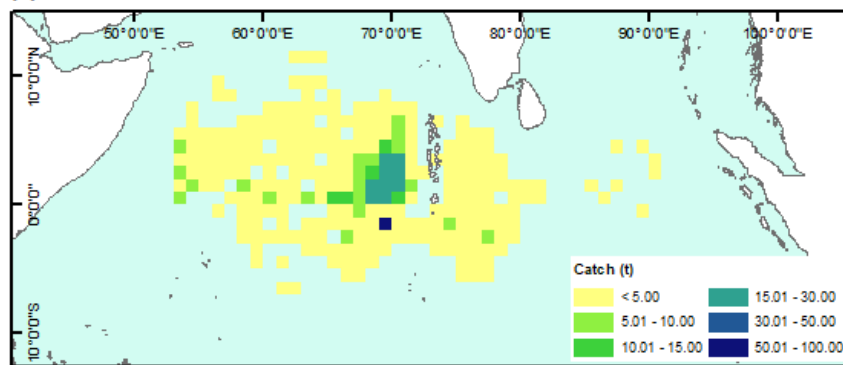 50°0'0"E 60°0'0"E 70°0'0"E 80°0'0"E 90°0'0"E 100°0'0"E
10°0'0"N
0°0'0"
10°0'0"S
Catch (t)
< 5.00
5.01 - 10.00
10.01 - 15.00
15.01 - 30.00
30.01 - 50.00
50.01 - 100.00